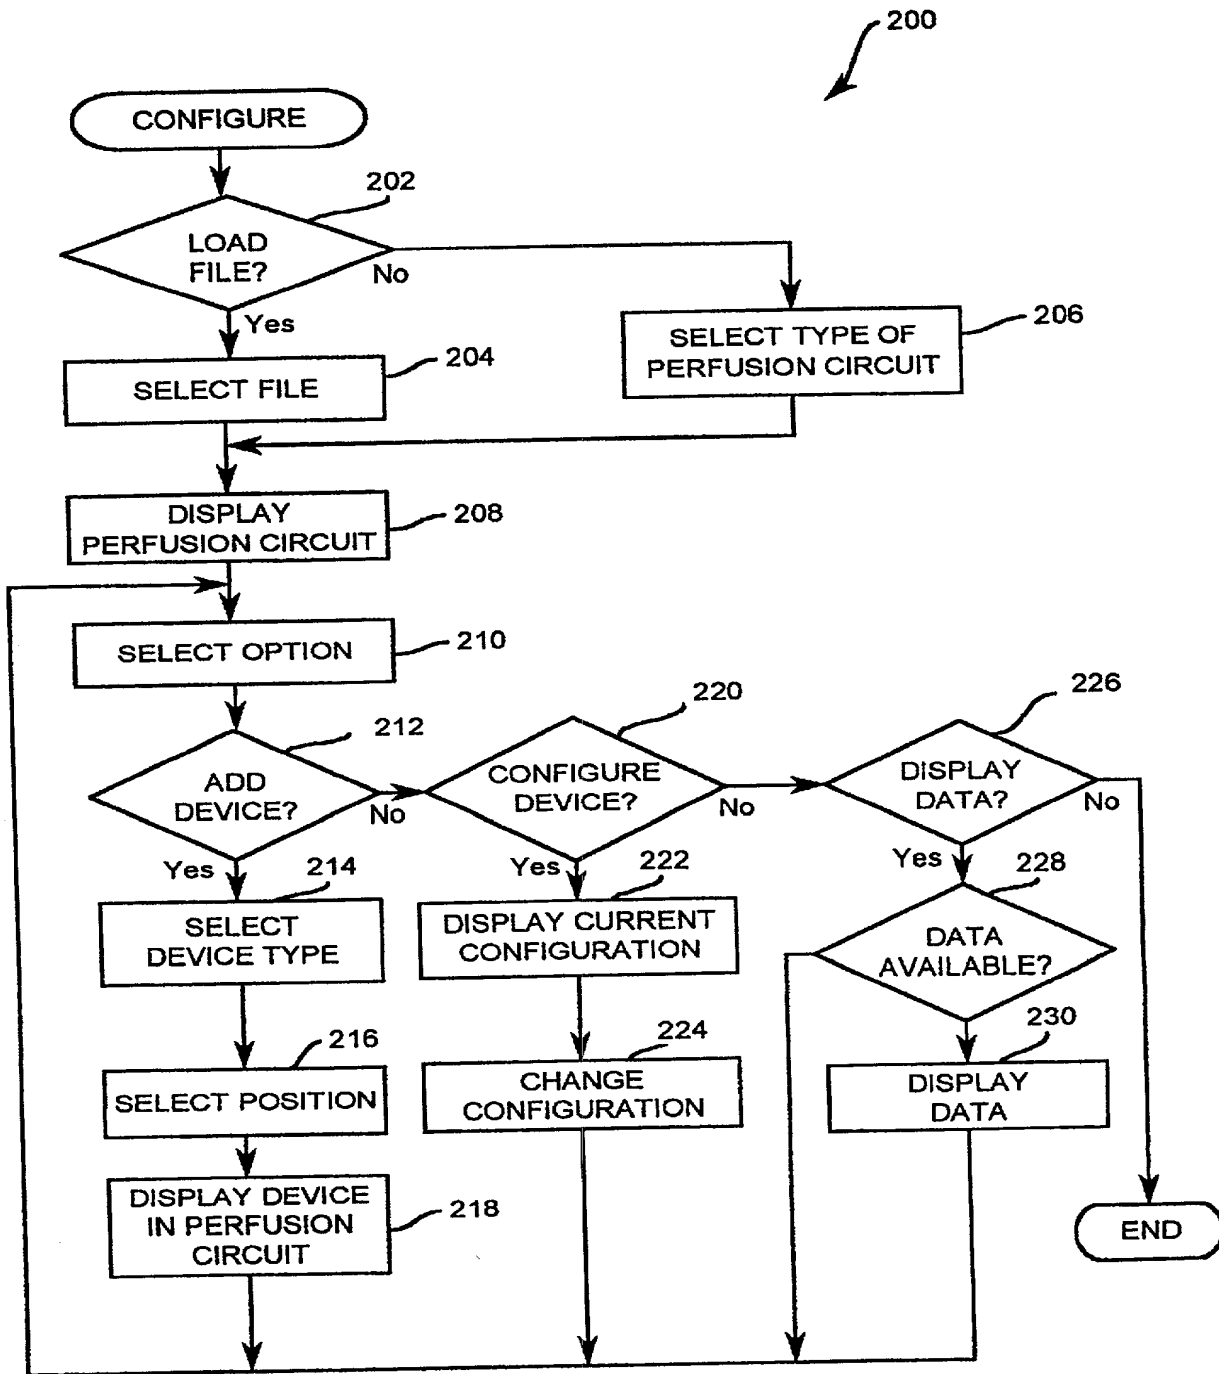 200
CONFIGURE
202
LOAD
FILE?
No
Yes
204
SELECT FILE
206
SELECT TYPE OF
PERFUSION CIRCUIT
208
DISPLAY
PERFUSION CIRCUIT
210
SELECT OPTION
212
ADD
DEVICE?
No
Yes
220
CONFIGURE
DEVICE?
No
Yes
226
DISPLAY
DATA?
No
Yes
214
SELECT
DEVICE TYPE
222
DISPLAY CURRENT
CONFIGURATION
228
DATA
AVAILABLE?
216
SELECT POSITION
224
CHANGE
CONFIGURATION
230
DISPLAY
DATA
DISPLAY DEVICE
IN PERFUSION
CIRCUIT
218
END